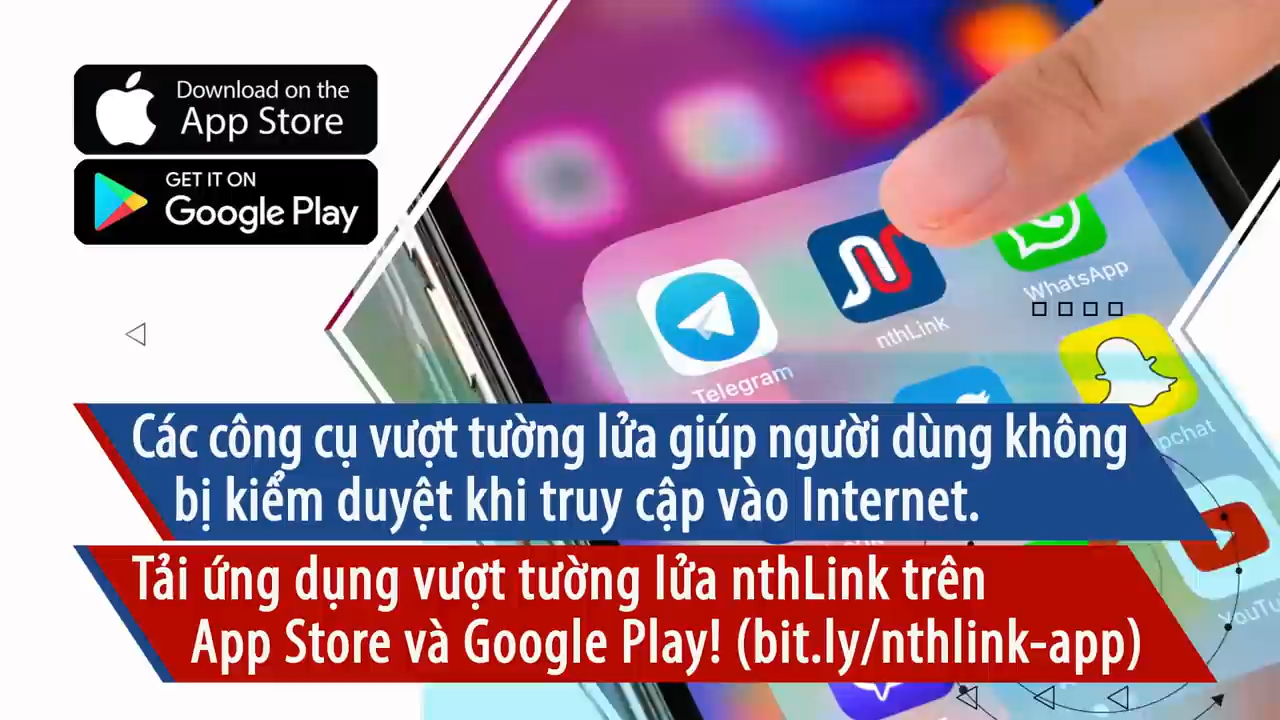 Download on the
App Store
GET IT ON
Google Play
WhatsApp
nthLink
Telegram
pchat
Các công cụ vượt tường lửa giúp người dùng không
bị kiểm duyệt khi truy cập vào Internet.
Tải ứng dụng vượt tường lửa nthLink trên
App Store và Google Play! (bit.ly/nthlink-app)
YouTu